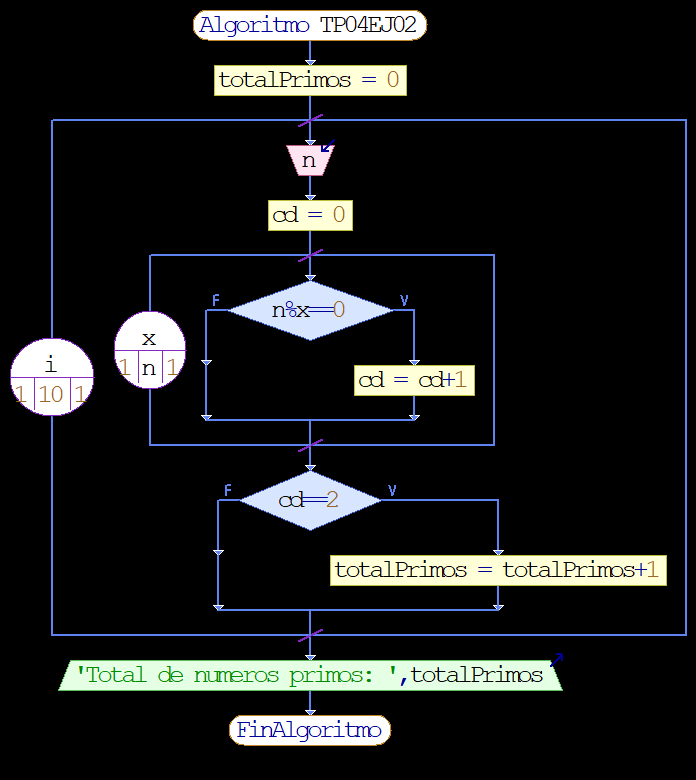 Algoritmo TP04EJ02
totalPrimos = 0
n
cd = 0
F
n%x==0
V
x
1 n 1
i
1 10 1
cd = cd+1
F
cd==2
V
totalPrimos = totalPrimos+1
'Total de numeros primos: ',totalPrimos
FinAlgoritmo